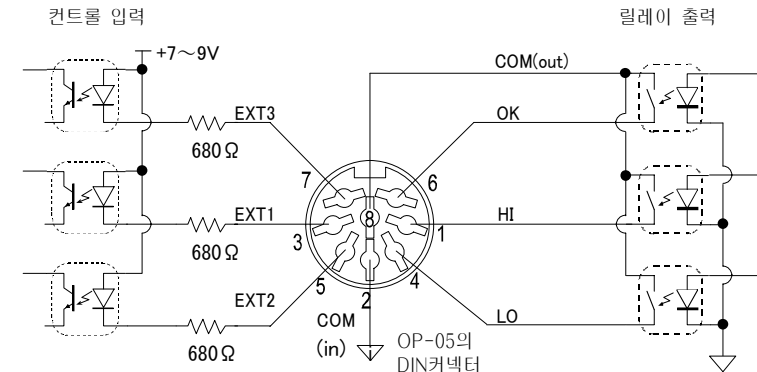 컨트롤 입력
릴레이 출력
+7～9V
COM(out)
EXT3
OK
680Ω
7
6
8
EXT1
HI
3
1
680Ω
5
4
2
EXT2
COM
(in)
LO
680Ω
OP-05의
DIN커넥터